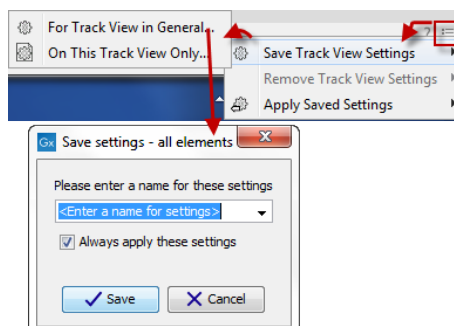 For Track View in General...
On This Track View Only...
?
Save Track View Settings
Remove Track View Settings
Apply Saved Settings
Gx Save settings - all elements
X
Please enter a name for these settings
<Enter a name for settings>
Always apply these settings
Save
Cancel